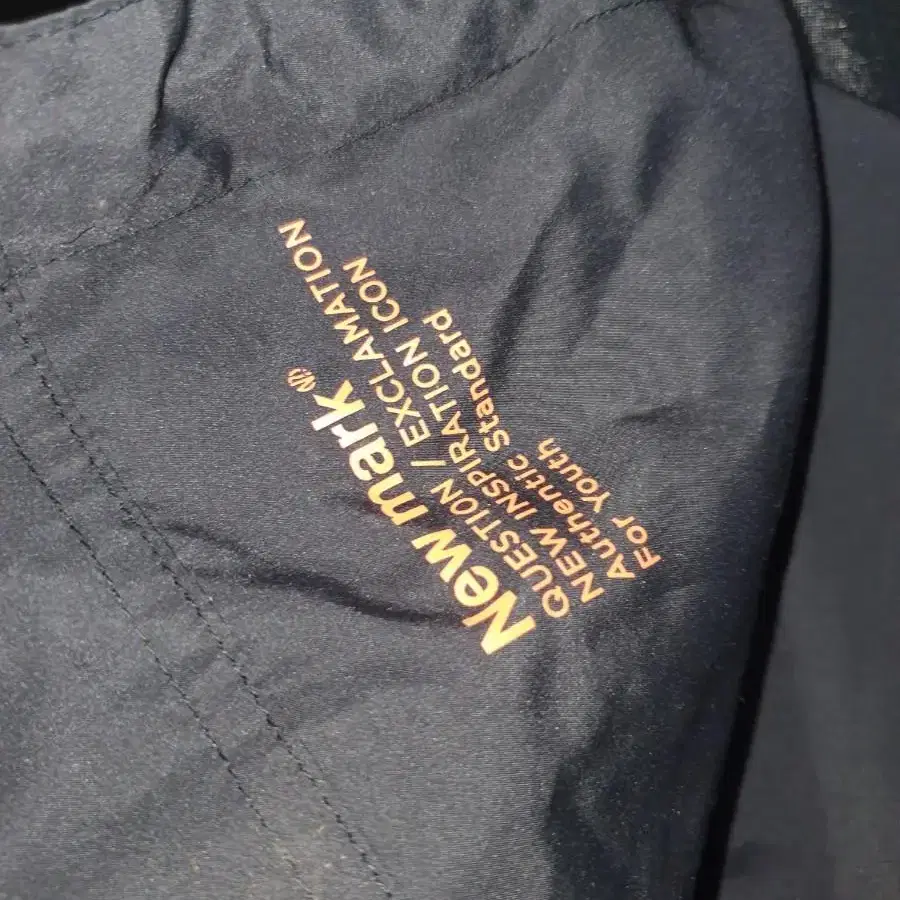 New mark
QUESTION / EXCLAMATION
NEW INSPIRATION ICON
Authentic Standard
For Youth